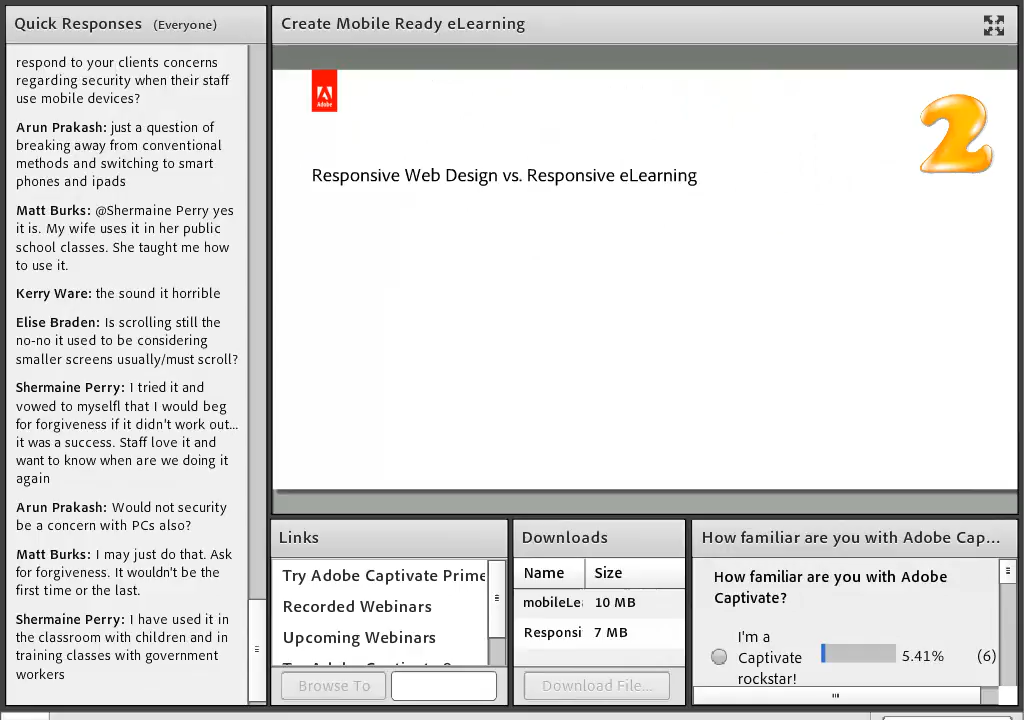 Quick Responses (Everyone)
respond to your clients concerns
regarding security when their staff
use mobile devices?
Arun Prakash: just a question of
breaking away from conventional
methods and switching to smart
phones and ipads
Matt Burks: @Shermaine Perry yes
it is. My wife uses it in her public
school classes. She taught me how
to use it.
Kerry Ware: the sound it horrible
Elise Braden: Is scrolling still the
no-no it used to be considering
smaller screens usually/must scroll?
Shermaine Perry: I tried it and
vowed to myselfI that I would beg
for forgiveness if it didn't work out...
it was a success. Staff love it and
want to know when are we doing it
again
Arun Prakash: Would not security
be a concern with PCs also?
Matt Burks: I may just do that. Ask
for forgiveness. It wouldn't be the
first time or the last.
Shermaine Perry: I have used it in
the classroom with children and in
training classes with government
workers
Create Mobile Ready eLearning
Adobe
2
Responsive Web Design vs. Responsive eLearning
Links
Try Adobe Captivate Prime
Recorded Webinars
Upcoming Webinars
Browse To
Downloads
Name Size
mobileLe 10 MB
Responsi 7 MB
Download File...
How familiar are you with Adobe Cap...
How familiar are you with Adobe
Captivate?
I'm a
Captivate
rockstar!
5.41% (6)